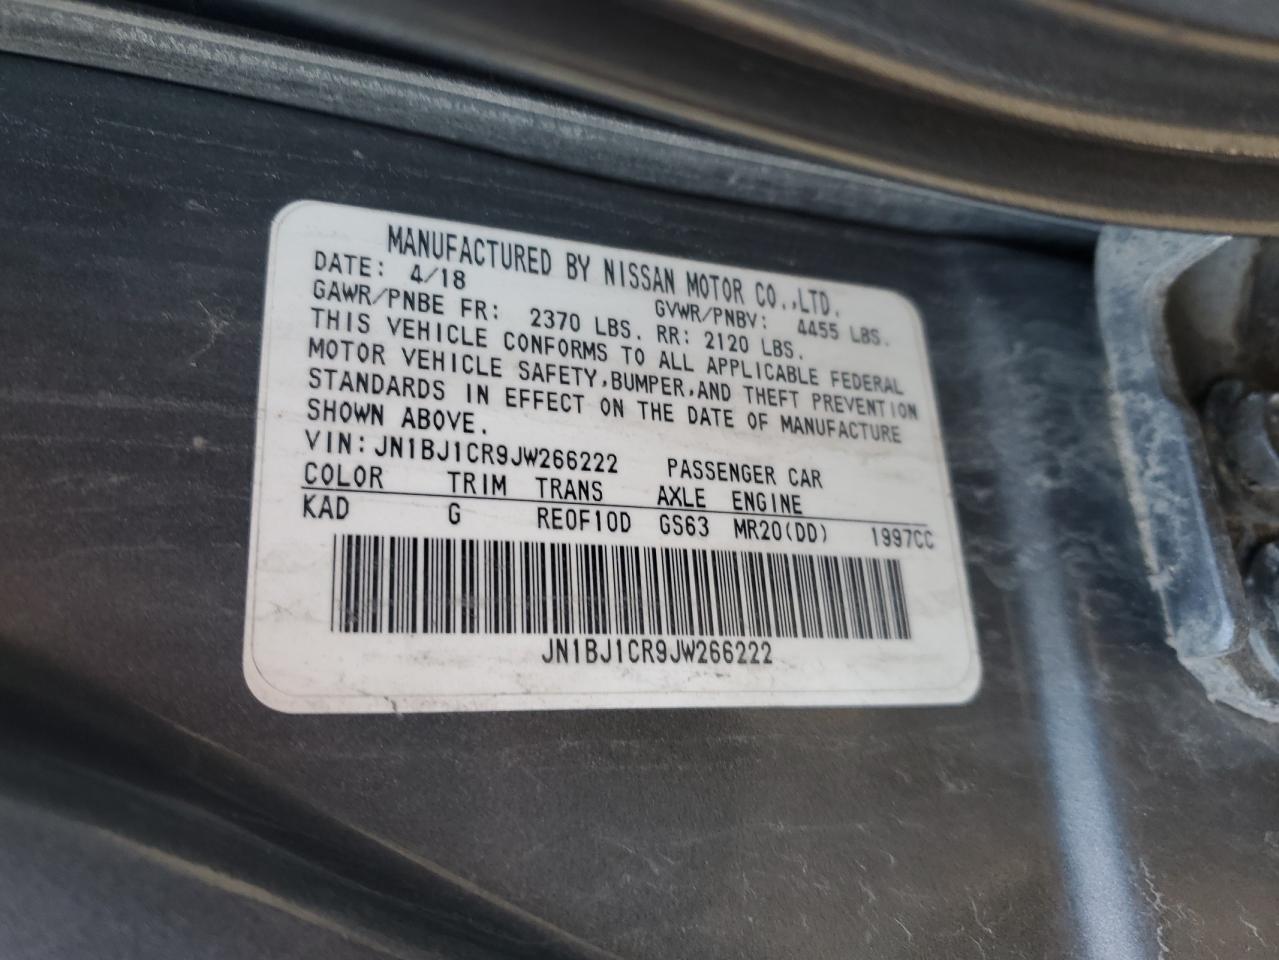 MANUFACTURED BY NISSAN MOTOR CO.,LTD.
DATE: 4/18 GVWR/PNBV: 4455 LBS.
GAWR/PNBE FR: 2370 LBS. RR: 2120 LBS.
THIS VEHICLE CONFORMS TO ALL APPLICABLE FEDERAL
MOTOR VEHICLE SAFETY,BUMPER,AND THEFT PREVENTION
STANDARDS IN EFFECT ON THE DATE OF MANUFACTURE
SHOWN ABOVE.
VIN:JN1BJ1CR9JW266222 PASSENGER CAR
COLOR TRIM TRANS AXLE ENGINE
KAD G RE0F10D GS63 MR20(DD) 1997CC
JN1BJ1CR9JW266222